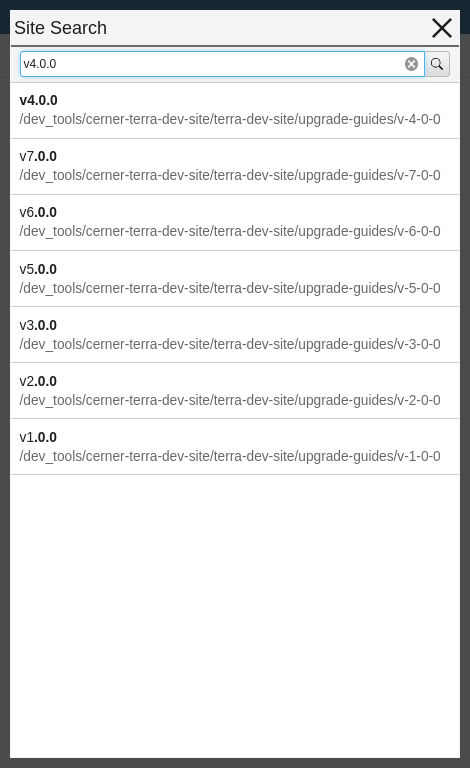 Site Search
v4.0.0
v4.0.0
/dev_tools/cerner-terra-dev-site/terra-dev-site/upgrade-guides/v-4-0-0
v7.0.0
/dev_tools/cerner-terra-dev-site/terra-dev-site/upgrade-guides/v-7-0-0
v6.0.0
/dev_tools/cerner-terra-dev-site/terra-dev-site/upgrade-guides/v-6-0-0
v5.0.0
/dev_tools/cerner-terra-dev-site/terra-dev-site/upgrade-guides/v-5-0-0
v3.0.0
/dev_tools/cerner-terra-dev-site/terra-dev-site/upgrade-guides/v-3-0-0
v2.0.0
/dev_tools/cerner-terra-dev-site/terra-dev-site/upgrade-guides/v-2-0-0
v1.0.0
/dev_tools/cerner-terra-dev-site/terra-dev-site/upgrade-guides/v-1-0-0